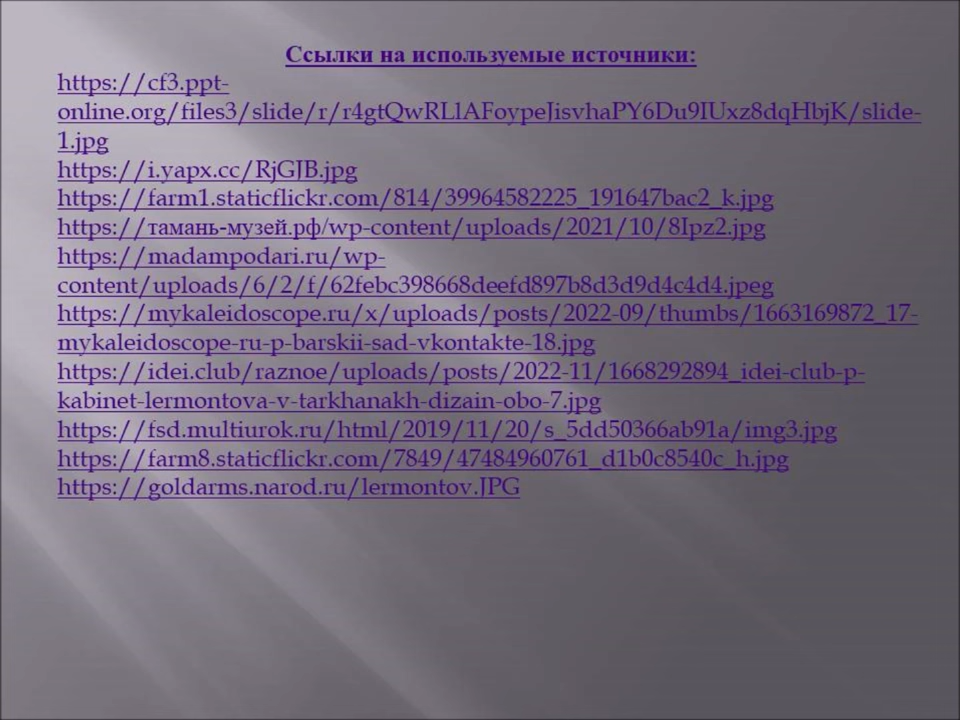 Ссылки на используемые источники:
https://cf3.ppt-
online.org/files3/slide/r/r4gtQwRLlAFoypeJisvhaPY6Du9IUxz8dqHbjK/slide-
1.jpg
https://i.yapx.cc/RjGJB.jpg
https://farm1.staticflickr.com/814/39964582225_191647bac2_k.jpg
https://тамань-музей.рф/wp-content/uploads/2021/10/8Ipz2.jpg
https://madampodari.ru/wp-
content/uploads/6/2/f/62febc398668deefd897b8d3d9d4c4d4.jpeg
https://mykaleidoscope.ru/x/uploads/posts/2022-09/thumbs/1663169872_17-
mykaleidoscope-ru-p-barskii-sad-vkontakte-18.jpg
https://idei.club/raznoe/uploads/posts/2022-11/1668292894_idei-club-p-
kabinet-lermontova-v-tarkhanakh-dizain-obo-7.jpg
https://fsd.multiurok.ru/html/2019/11/20/s_5dd50366ab91a/img3.jpg
https://farm8.staticflickr.com/7849/47484960761_d1b0c8540c_h.jpg
https://goldarms.narod.ru/lermontov.JPG